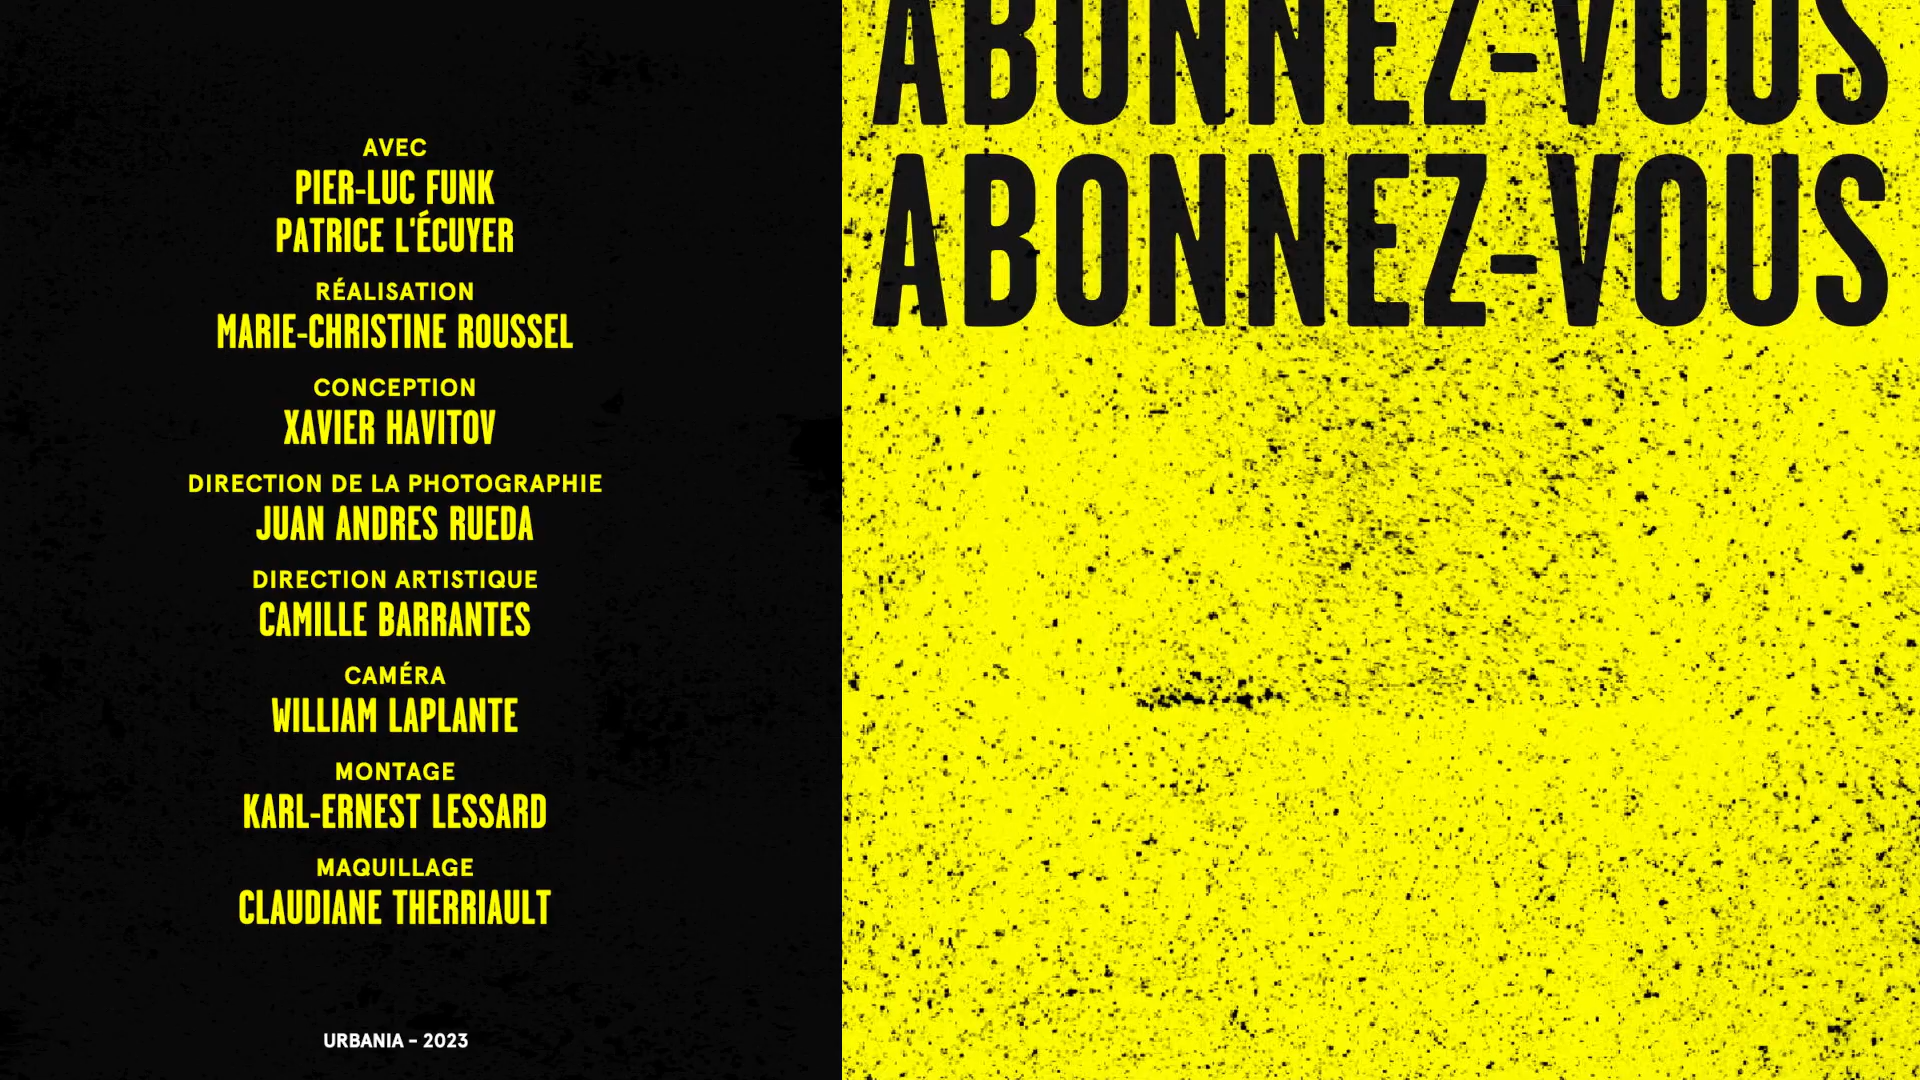 AVEC
PIER-LUC FUNK
PATRICE L'ÉCUYER
RÉALISATION
MARIE-CHRISTINE ROUSSEL
CONCEPTION
XAVIER HAVITOV
DIRECTION DE LA PHOTOGRAPHIE
JUAN ANDRES RUEDA
DIRECTION ARTISTIQUE
CAMILLE BARRANTES
CAMÉRA
WILLIAM LAPLANTE
MONTAGE
KARL-ERNEST LESSARD
MAQUILLAGE
CLAUDIANE THERRIAULT
URBANIA - 2023
ABONNEZ-VOUS
ABONNEZ-VOUS